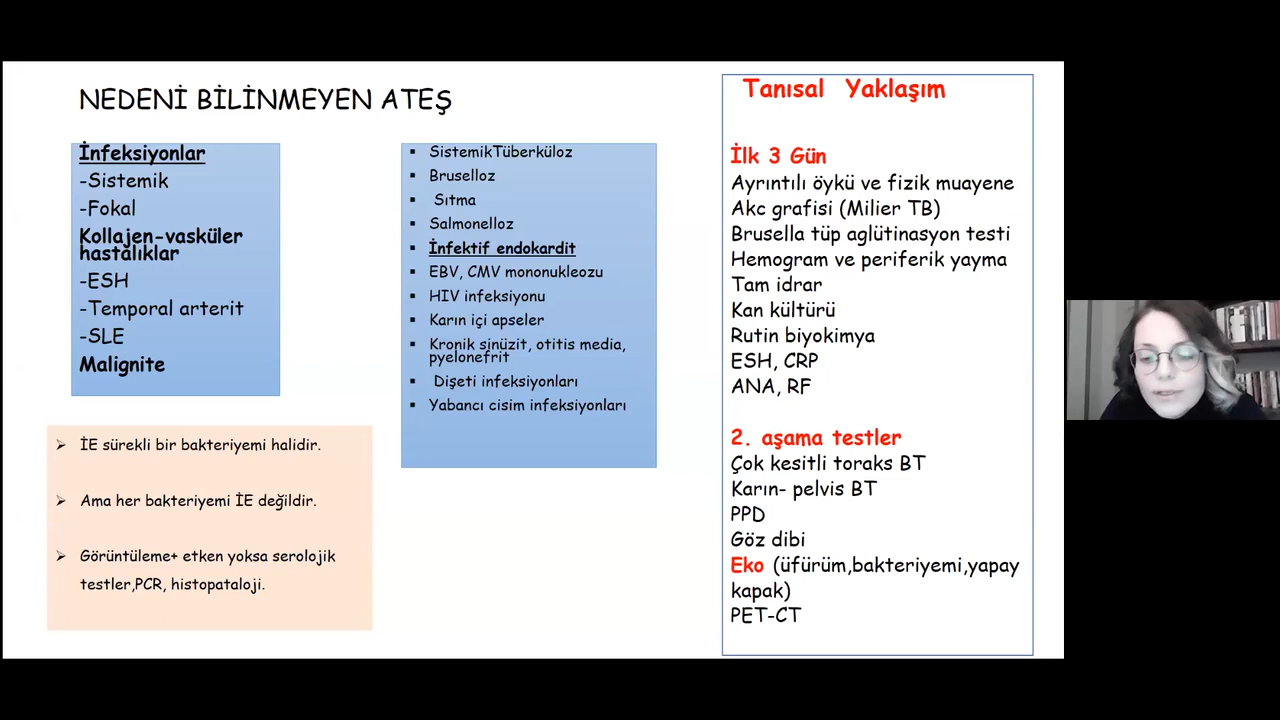 NEDENİ BİLİNMEYEN ATEŞ
İnfeksiyonlar
-Sistemik
-Fokal
Kollajen-vasküler
hastalıklar
-ESH
-Temporal arterit
-SLE
Malignite
▪ SistemikTüberküloz
▪ Bruselloz
▪ Sıtma
▪ Salmonelloz
▪ İnfektif endokardit
▪ EBV, CMV mononukleozu
▪ HIV infeksiyonu
▪ Karın içi apseler
▪ Kronik sinüzit, otitis media,
pyelonefrit
▪ Dişeti infeksiyonları
▪ Yabancı cisim infeksiyonları
➢ İE sürekli bir bakteriyemi halidir.
➢ Ama her bakteriyemi İE değildir.
➢ Görüntüleme+ etken yoksa serolojik
testler,PCR, histopataloji.
Tanısal Yaklaşım
İlk 3 Gün
Ayrıntılı öykü ve fizik muayene
Akc grafisi (Milier TB)
Brusella tüp aglütinasyon testi
Hemogram ve periferik yayma
Tam idrar
Kan kültürü
Rutin biyokimya
ESH, CRP
ANA, RF
2. aşama testler
Çok kesitli toraks BT
Karın- pelvis BT
PPD
Göz dibi
Eko (üfürüm,bakteriyemi,yapay
kapak)
PET-CT